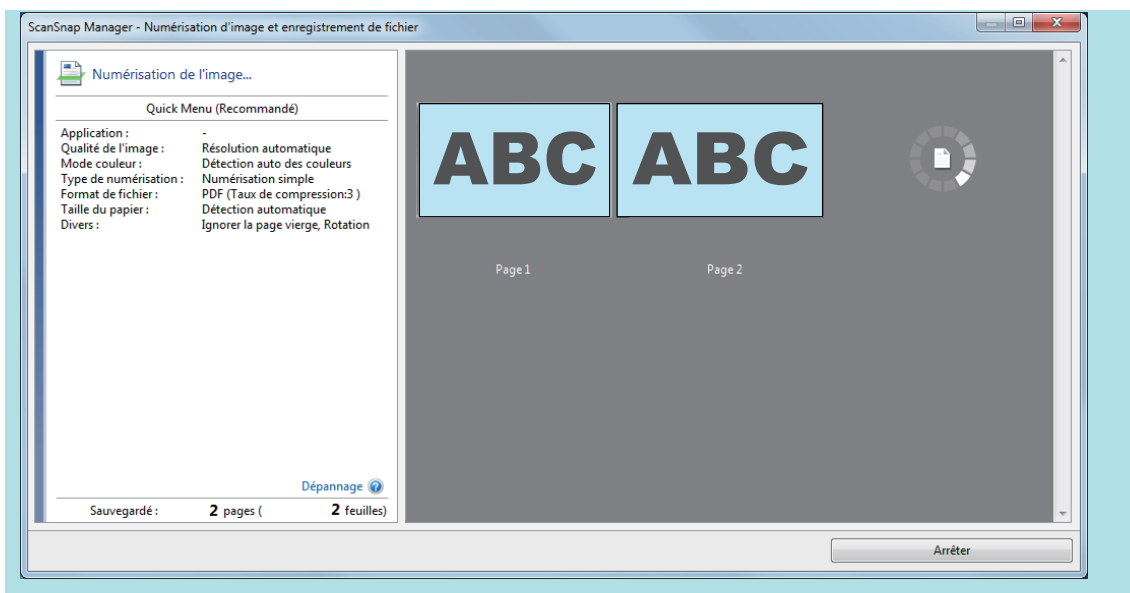 ScanSnap Manager - Numérisation d'image et enregistrement de fichier
Numérisation de l'image...
Quick Menu (Recommandé)
Application : -
Qualité de l'image : Résolution automatique
Mode couleur : Détection auto des couleurs
Type de numérisation : Numérisation simple
Format de fichier : PDF (Taux de compression:3 )
Taille du papier : Détection automatique
Divers : Ignorer la page vierge, Rotation
Dépannage ?
Sauvegardé : 2 pages ( 2 feuilles)
ABC ABC
Page 1 Page 2
Arrêter